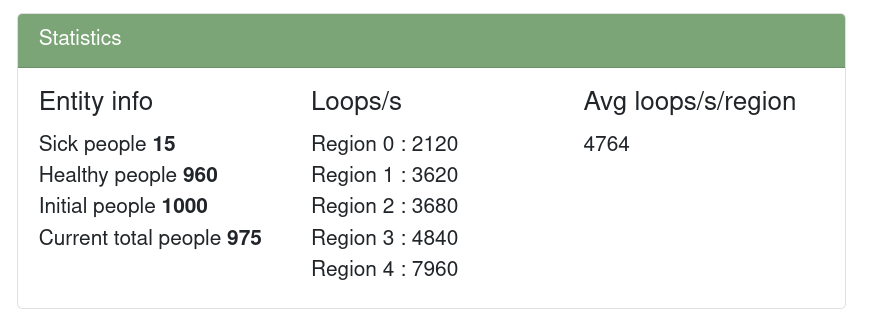 Statistics
Entity info
Sick people 15
Healthy people 960
Initial people 1000
Current total people 975
Loops/s
Region 0 : 2120
Region 1 : 3620
Region 2 : 3680
Region 3 : 4840
Region 4 : 7960
Avg loops/s/region
4764